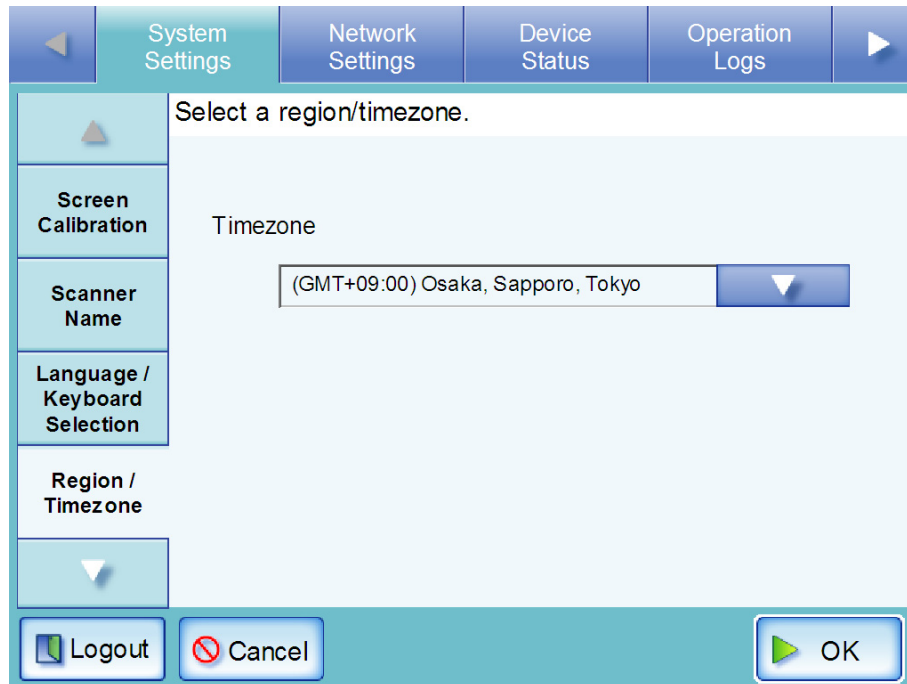 System
Settings
Network
Settings
Device
Status
Operation
Logs
Select a region/timezone.
Screen
Calibration
Scanner
Name
Language /
Keyboard
Selection
Region /
Timezone
Timezone
(GMT+09:00) Osaka, Sapporo, Tokyo
Logout
Cancel
OK